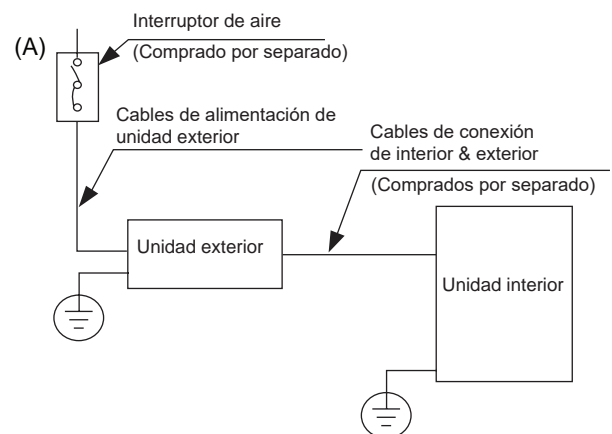 Interruptor de aire
(A)
(Comprado por separado)
Cables de alimentación de
unidad exterior
Cables de conexión
de interior & exterior
(Comprados por separado)
Unidad exterior
Unidad interior